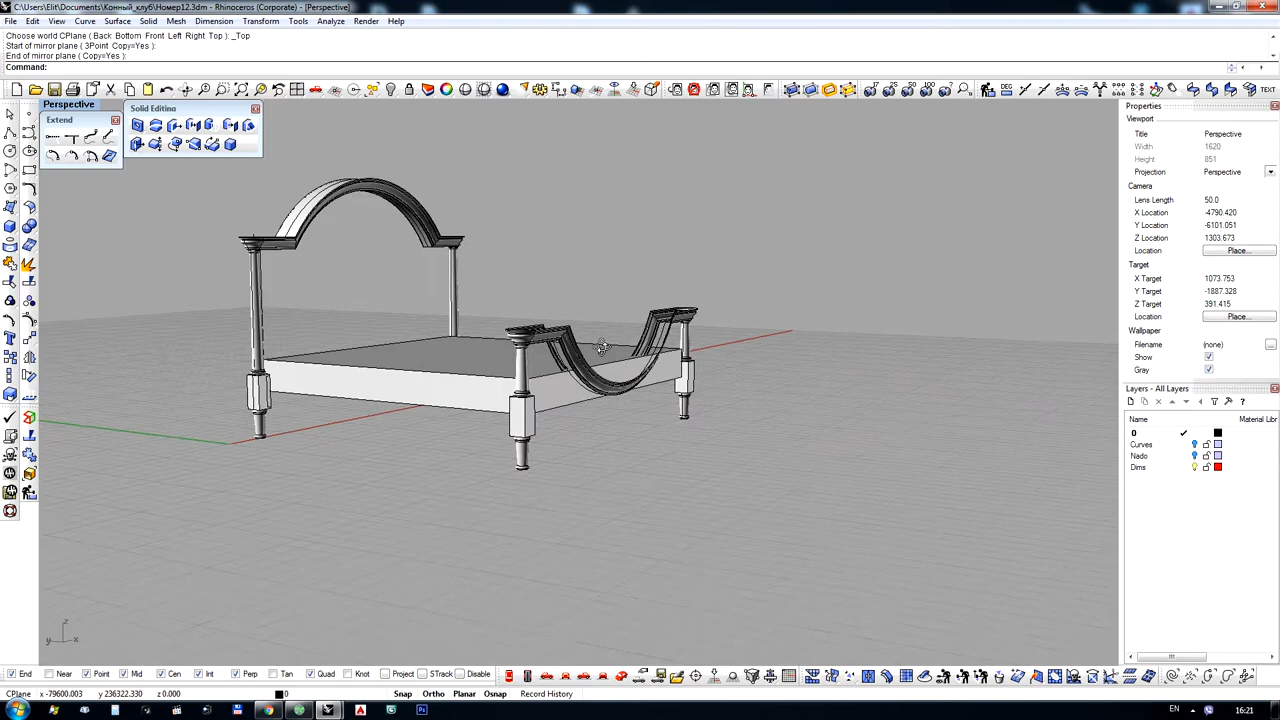 C:\Users\Elit\Documents\Конный_клуб\Номер12.3dm - Rhinoceros (Corporate) - [Perspective]
File Edit View Curve Surface Solid Mesh Dimension Transform Tools Analyze Render Help
Choose world CPlane ( Back Bottom Front Left Right Top ): _Top
Start of mirror plane ( 3Point Copy=Yes ):
End of mirror plane ( Copy=Yes ):
Command:
TEXT
Perspective
Extend
Solid Editing
Properties
Viewport
Title Perspective
Width 1620
Height 851
Projection Perspective
Camera
Lens Length 50.0
X Location -4790.420
Y Location -6101.051
Z Location 1303.673
Location Place...
Target
X Target 1073.753
Y Target -1887.328
Z Target 391.415
Location Place...
Wallpaper
Filename (none) ...
Show
Gray
Layers - All Layers
Name Material Libr
0
Curves
Nado
Dims
z
y x
End Near Point Mid Cen Int Perp Tan Quad Knot Project STrack Disable
CPlane x -79600.003 y 236322.330 z 0.000 0 Snap Ortho Planar Osnap Record History
EN 16:21